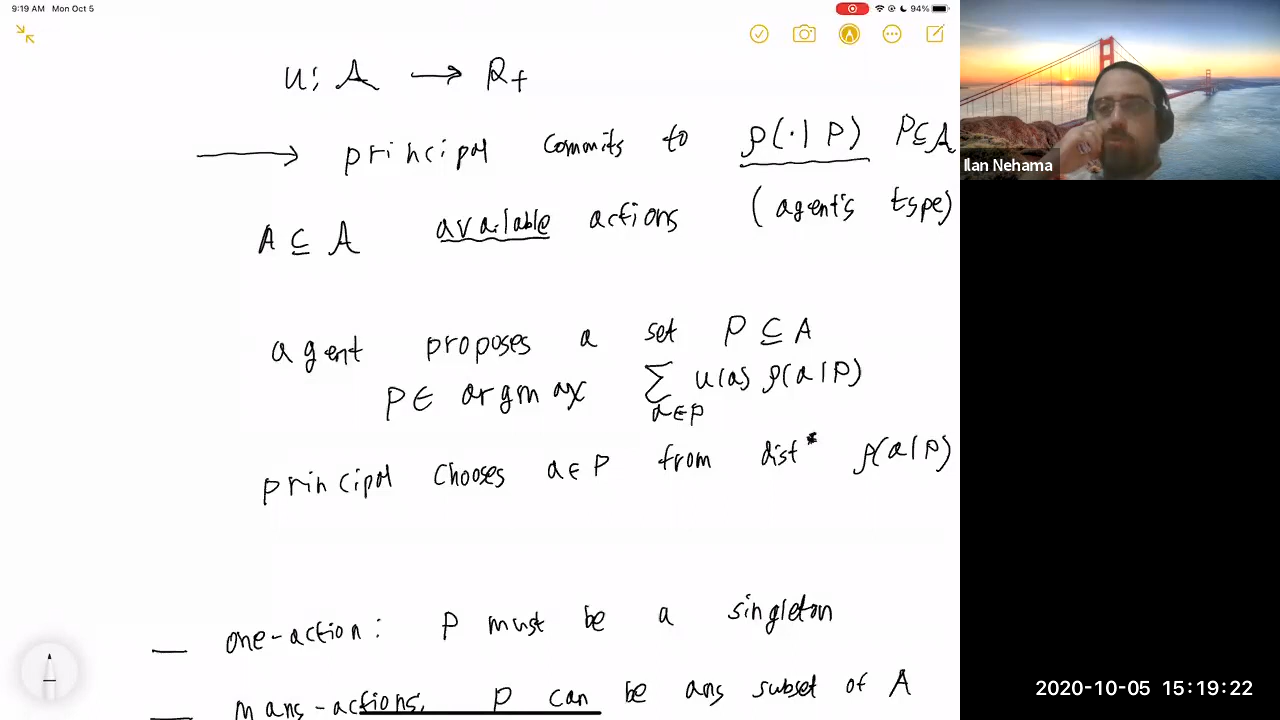 9:19 AM Mon Oct 5
94%
u: A → R+
→ principal commits to ρ(·|P) P⊆A
A ⊆ A available actions (agent's type)
agent proposes a set P ⊆ A
P ∈ argmax ∑ u(a) ρ(a|P)
a∈P
principal chooses a∈P from dist ρ(a|P)
— one-action: P must be a singleton
— many-actions. P can be any subset of A
Ilan Nehama
2020-10-05 15:19:22